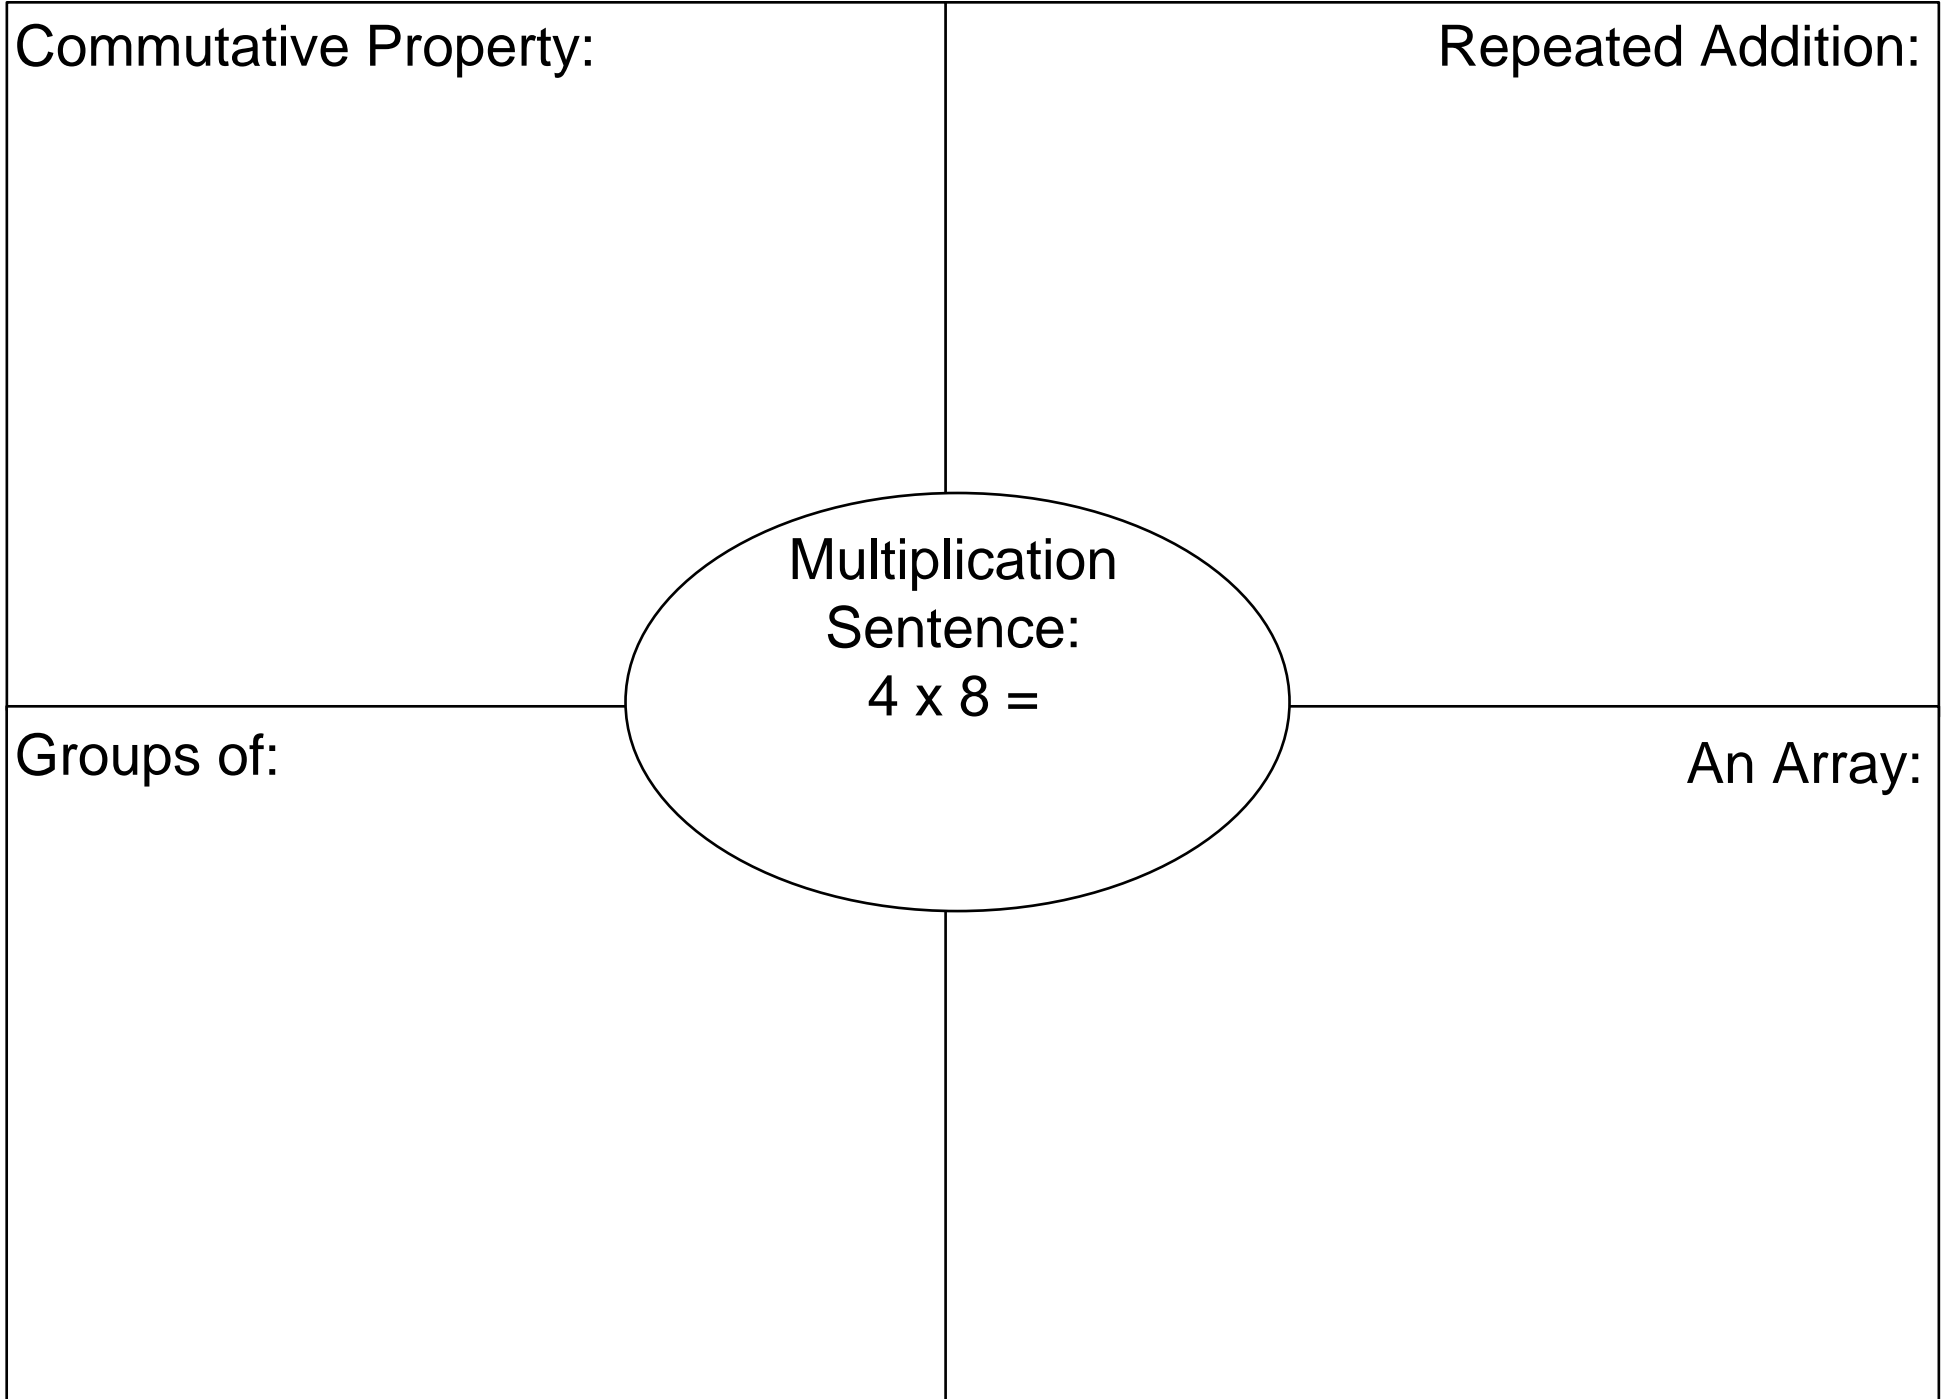 Commutative Property:
Repeated Addition:
Multiplication
Sentence:
4 x 8 =
Groups of:
An Array: